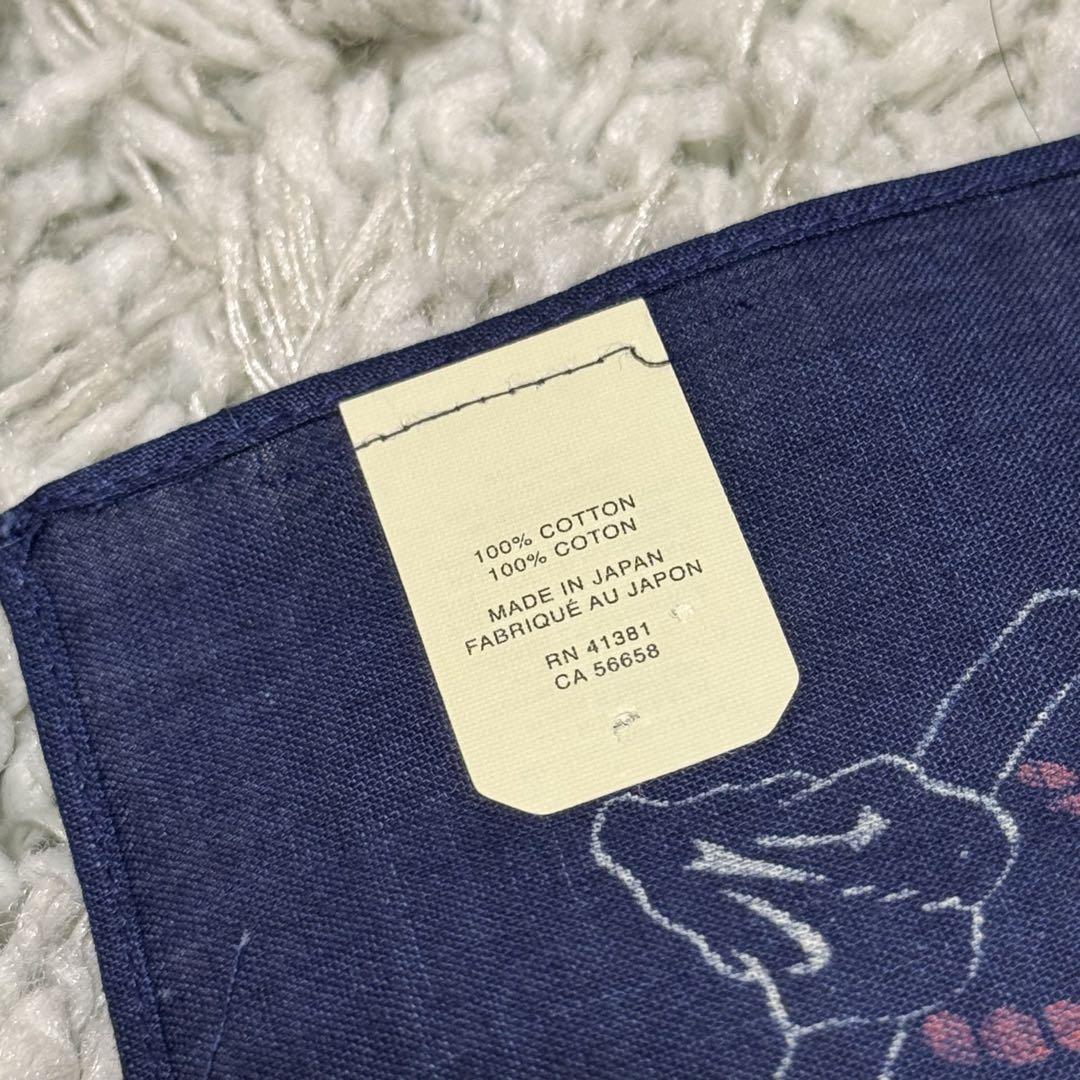 100% COTTON
100% COTON
MADE IN JAPAN
FABRIQUÉ AU JAPON
RN 41381
CA 56658